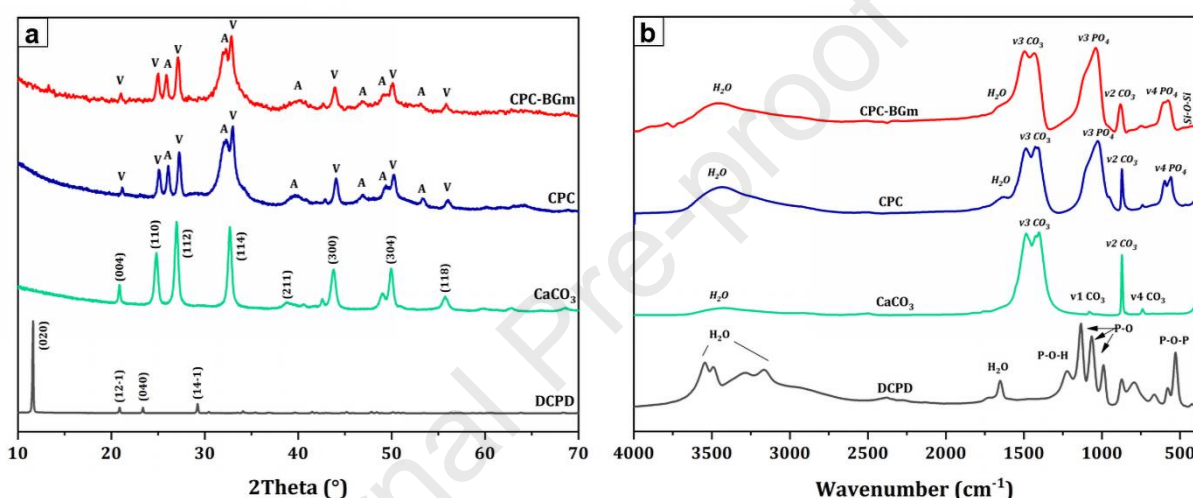 a
V
V
A
V
A
V
A
V
A
A
V
A
V
CPC-BGm
V
V
A
V
A
V
A
V
A
A
V
A
V
CPC
(004)
(110)
(112)
(114)
(211)
(300)
(304)
(118)
CaCO3
(020)
(12-1)
(040)
(14-1)
DCPD
10 20 30 40 50 60 70
2Theta (°)
b
H2O
H2O
v3 CO3
v3 PO4
v2 CO3
v4 PO4
Si-O-Si
CPC-BGm
H2O
H2O
v3 CO3
v3 PO4
v2 CO3
v4 PO4
CPC
H2O
v3 CO3
v2 CO3
v1 CO3
v4 CO3
CaCO3
H2O
H2O
P-O-H
P-O
P-O-P
DCPD
4000 3500 3000 2500 2000 1500 1000 500
Wavenumber (cm-1)
rnal Pre-proof